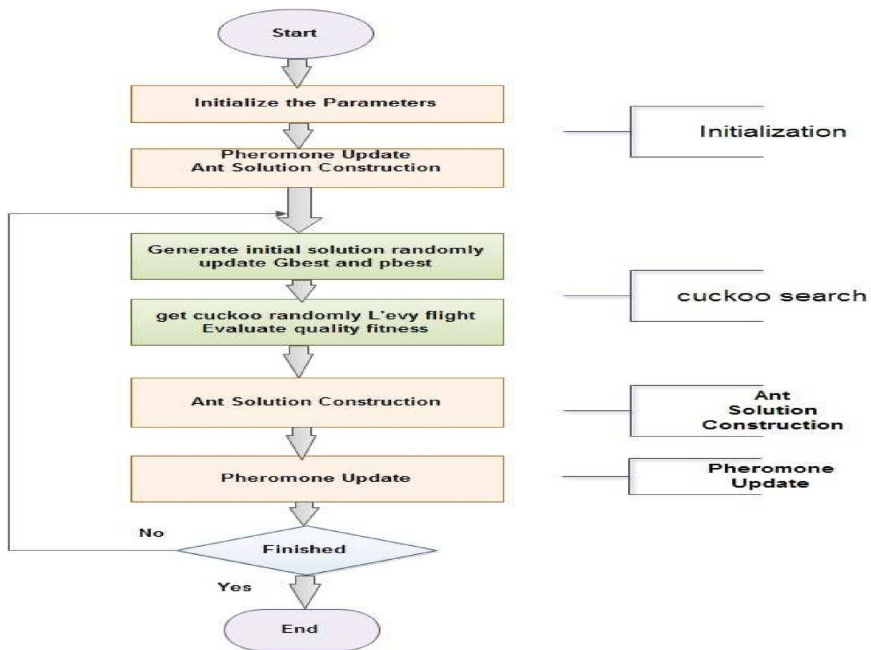 Start
Initialize the Parameters
Initialization
Pheromone Update
Ant Solution Construction
Generate initial solution randomly
update Gbest and pbest
get cuckoo randomly L'evy flight
Evaluate quality fitness
cuckoo search
Ant Solution Construction
Ant
Solution
Construction
Pheromone Update
Pheromone
Update
No
Finished
Yes
End